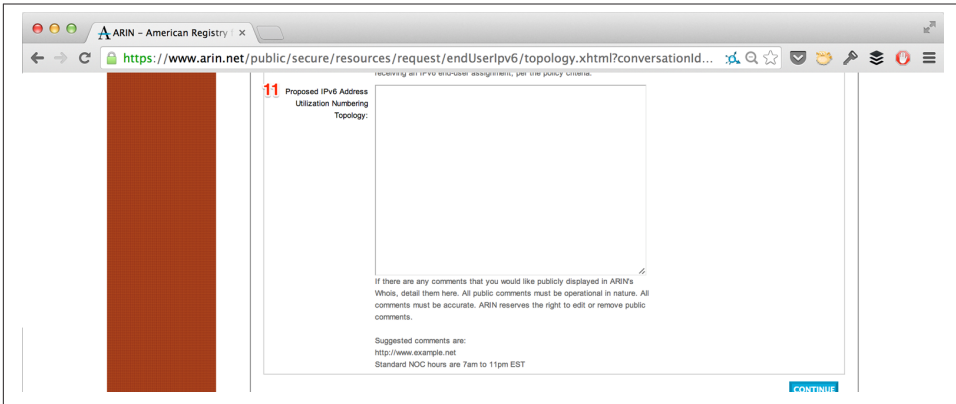 ARIN – American Registry
https://www.arin.net/public/secure/resources/request/endUserIpv6/topology.xhtml?conversationId...
receiving an IPv6 end-user assignment, per the policy criteria.
11 Proposed IPv6 Address
Utilization Numbering
Topology:
If there are any comments that you would like publicly displayed in ARIN's
Whois, detail them here. All public comments must be operational in nature. All
comments must be accurate. ARIN reserves the right to edit or remove public
comments.
Suggested comments are:
http://www.example.net
Standard NOC hours are 7am to 11pm EST
CONTINUE